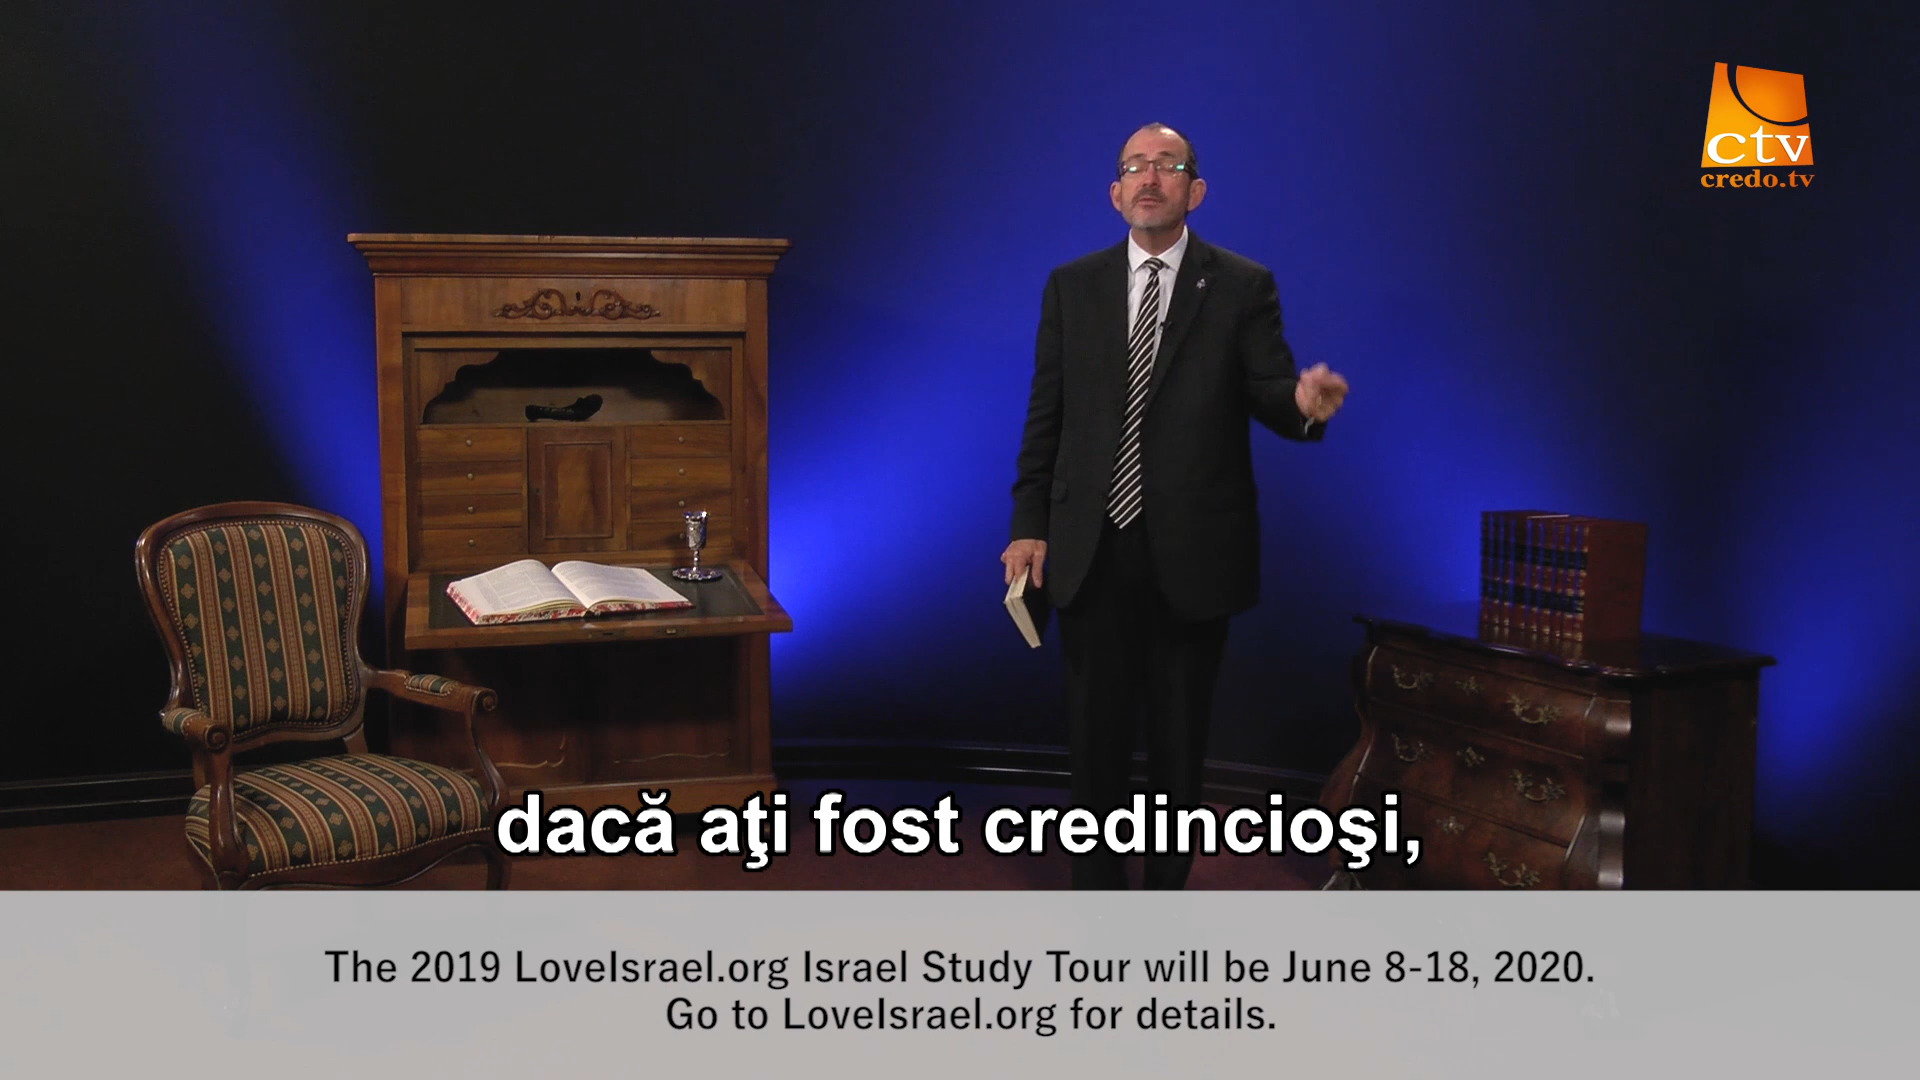 ctv
credo.tv
dacă aţi fost credincioşi,
The 2019 LoveIsrael.org Israel Study Tour will be June 8-18, 2020.
Go to LoveIsrael.org for details.